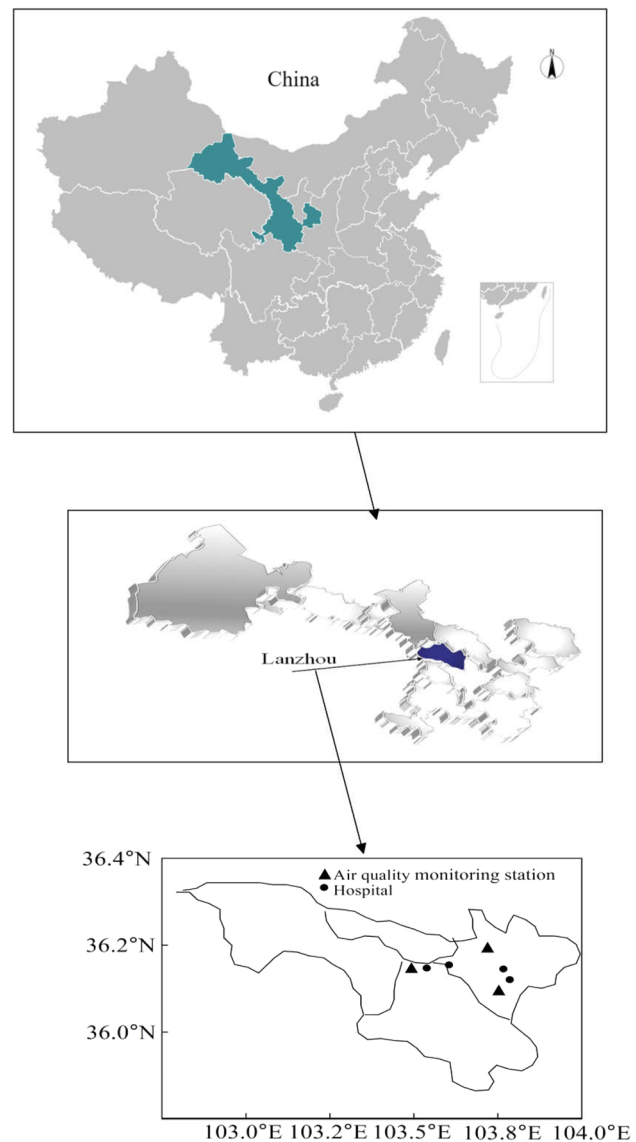 China
Lanzhou
36.4°N
Air quality monitoring station
Hospital
36.2°N
36.0°N
103.0°E 103.2°E 103.5°E 103.8°E 104.0°E